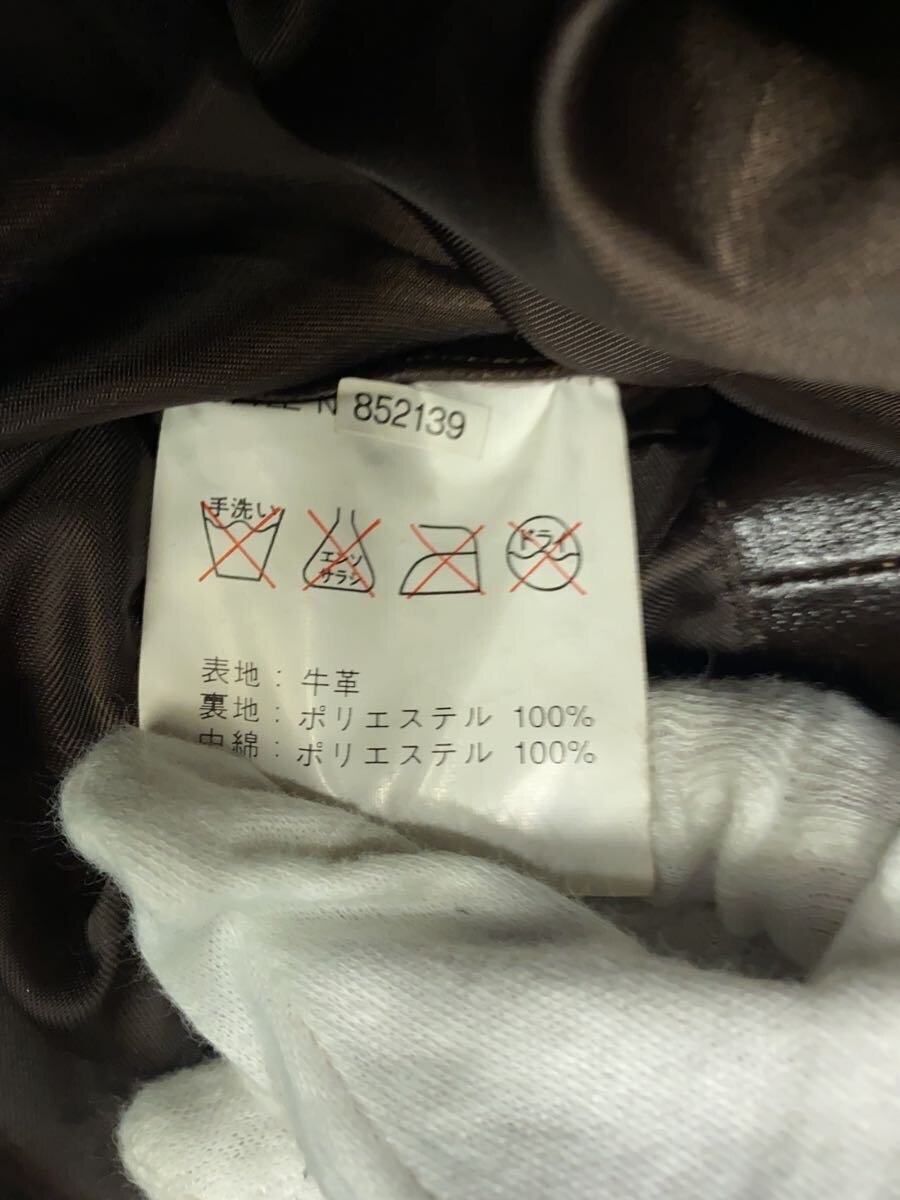 852139
手洗い
エンソ
サラシ
ドライ
表地：牛革
裏地：ポリエステル 100%
中綿：ポリエステル 100%